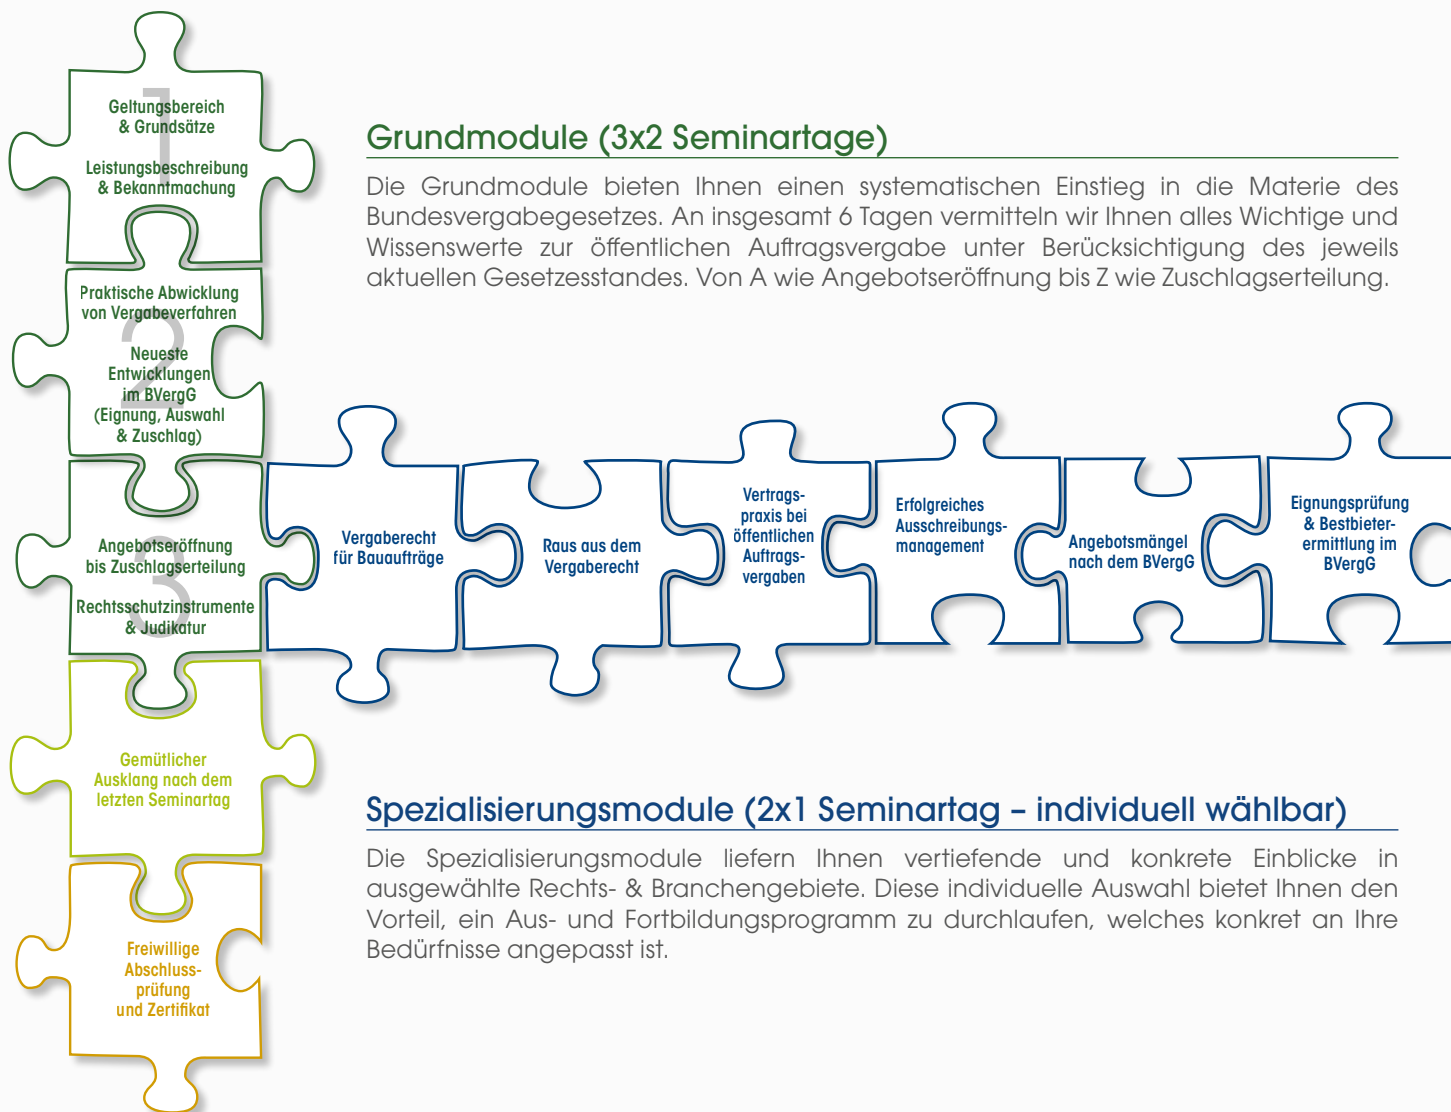 1
Geltungsbereich
& Grundsätze
Leistungsbeschreibung
& Bekanntmachung
Grundmodule (3x2 Seminartage)
Die Grundmodule bieten Ihnen einen systematischen Einstieg in die Materie des
Bundesvergabegesetzes. An insgesamt 6 Tagen vermitteln wir Ihnen alles Wichtige und
Wissenswerte zur öffentlichen Auftragsvergabe unter Berücksichtigung des jeweils
aktuellen Gesetzesstandes. Von A wie Angebotseröffnung bis Z wie Zuschlagserteilung.
2
Praktische Abwicklung
von Vergabeverfahren
Neueste
Entwicklungen
im BVergG
(Eignung, Auswahl
& Zuschlag)
3
Angebotseröffnung
bis Zuschlagserteilung
Rechtsschutzinstrumente
& Judikatur
Vergaberecht
für Bauaufträge
Raus aus dem
Vergaberecht
Vertrags-
praxis bei
öffentlichen
Auftrags-
vergaben
Erfolgreiches
Ausschreibungs-
management
Angebotsmängel
nach dem BVergG
Eignungsprüfung
& Bestbieter-
ermittlung im
BVergG
Gemütlicher
Ausklang nach dem
letzten Seminartag
Spezialisierungsmodule (2x1 Seminartag – individuell wählbar)
Die Spezialisierungsmodule liefern Ihnen vertiefende und konkrete Einblicke in
ausgewählte Rechts- & Branchengebiete. Diese individuelle Auswahl bietet Ihnen den
Vorteil, ein Aus- und Fortbildungsprogramm zu durchlaufen, welches konkret an Ihre
Bedürfnisse angepasst ist.
Freiwillige
Abschluss-
prüfung
und Zertifikat